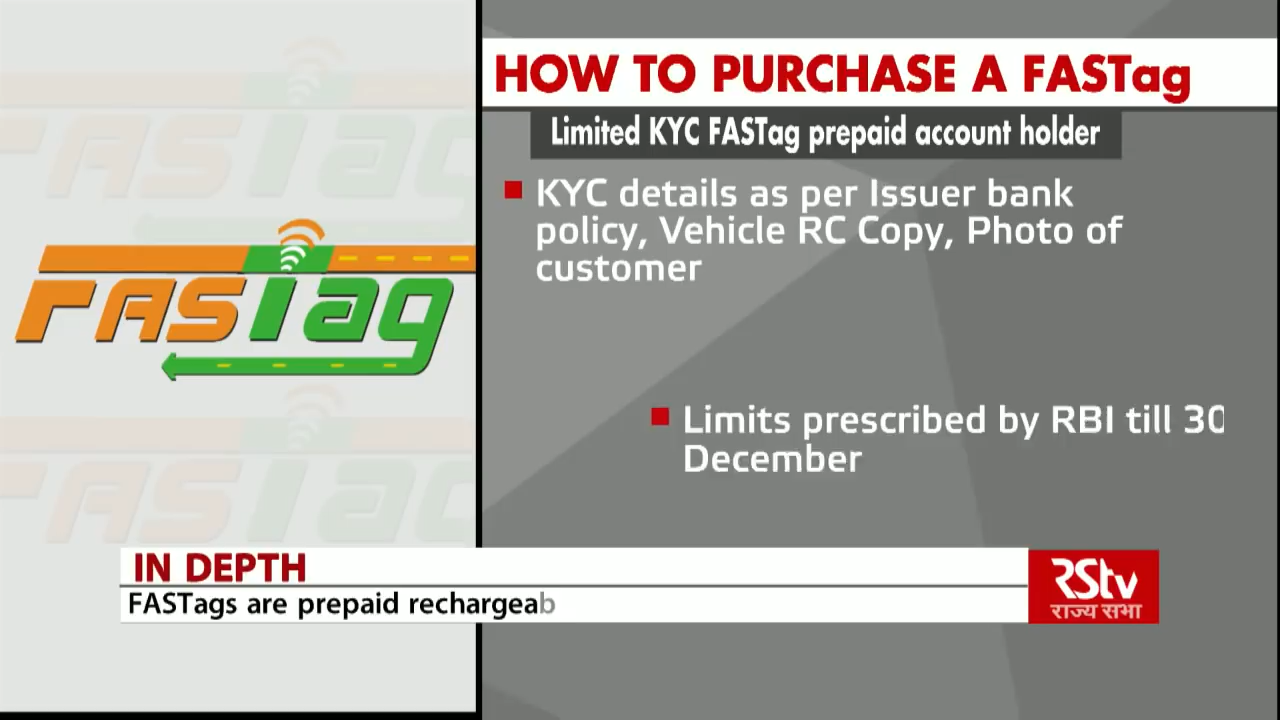 HOW TO PURCHASE A FASTag
Limited KYC FASTag prepaid account holder
KYC details as per Issuer bank
policy, Vehicle RC Copy, Photo of
customer
FASTag
Limits prescribed by RBI till 30
December
IN DEPTH
FASTags are prepaid rechargeab
RStv
राज्य सभा